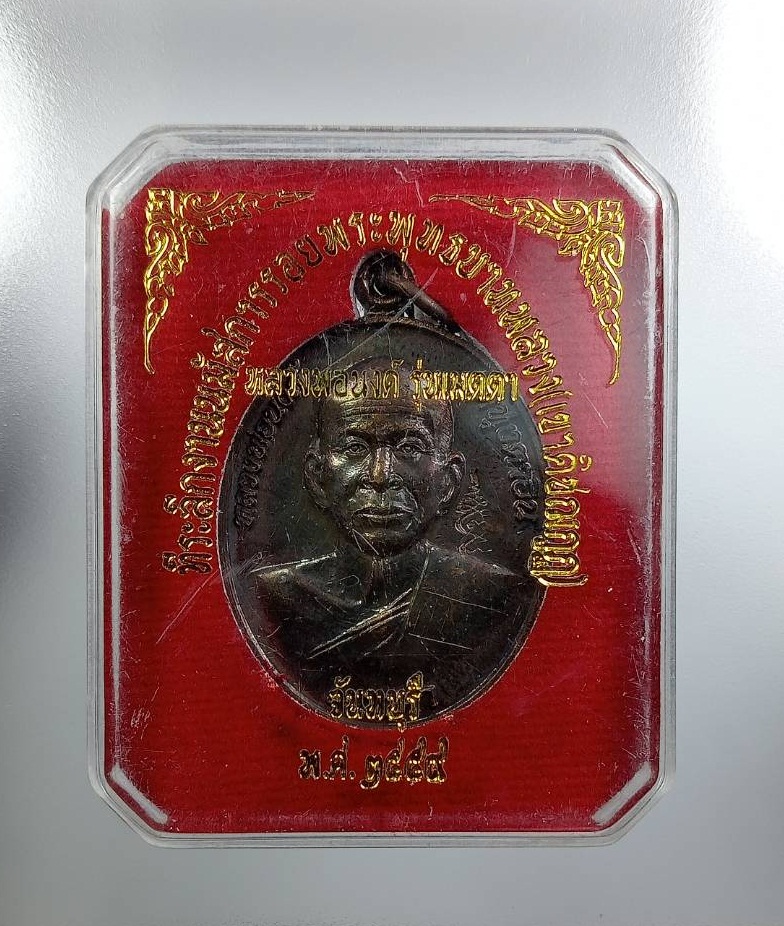 ที่ระลึกงานนมัสการรอยพระพุทธบาทพลวง(เขาคิชฌกูฏ)
หลวงพ่อนงค์ รุ่นเมตตา
จันทบุรี
พ.ศ. ๒๕๕๙